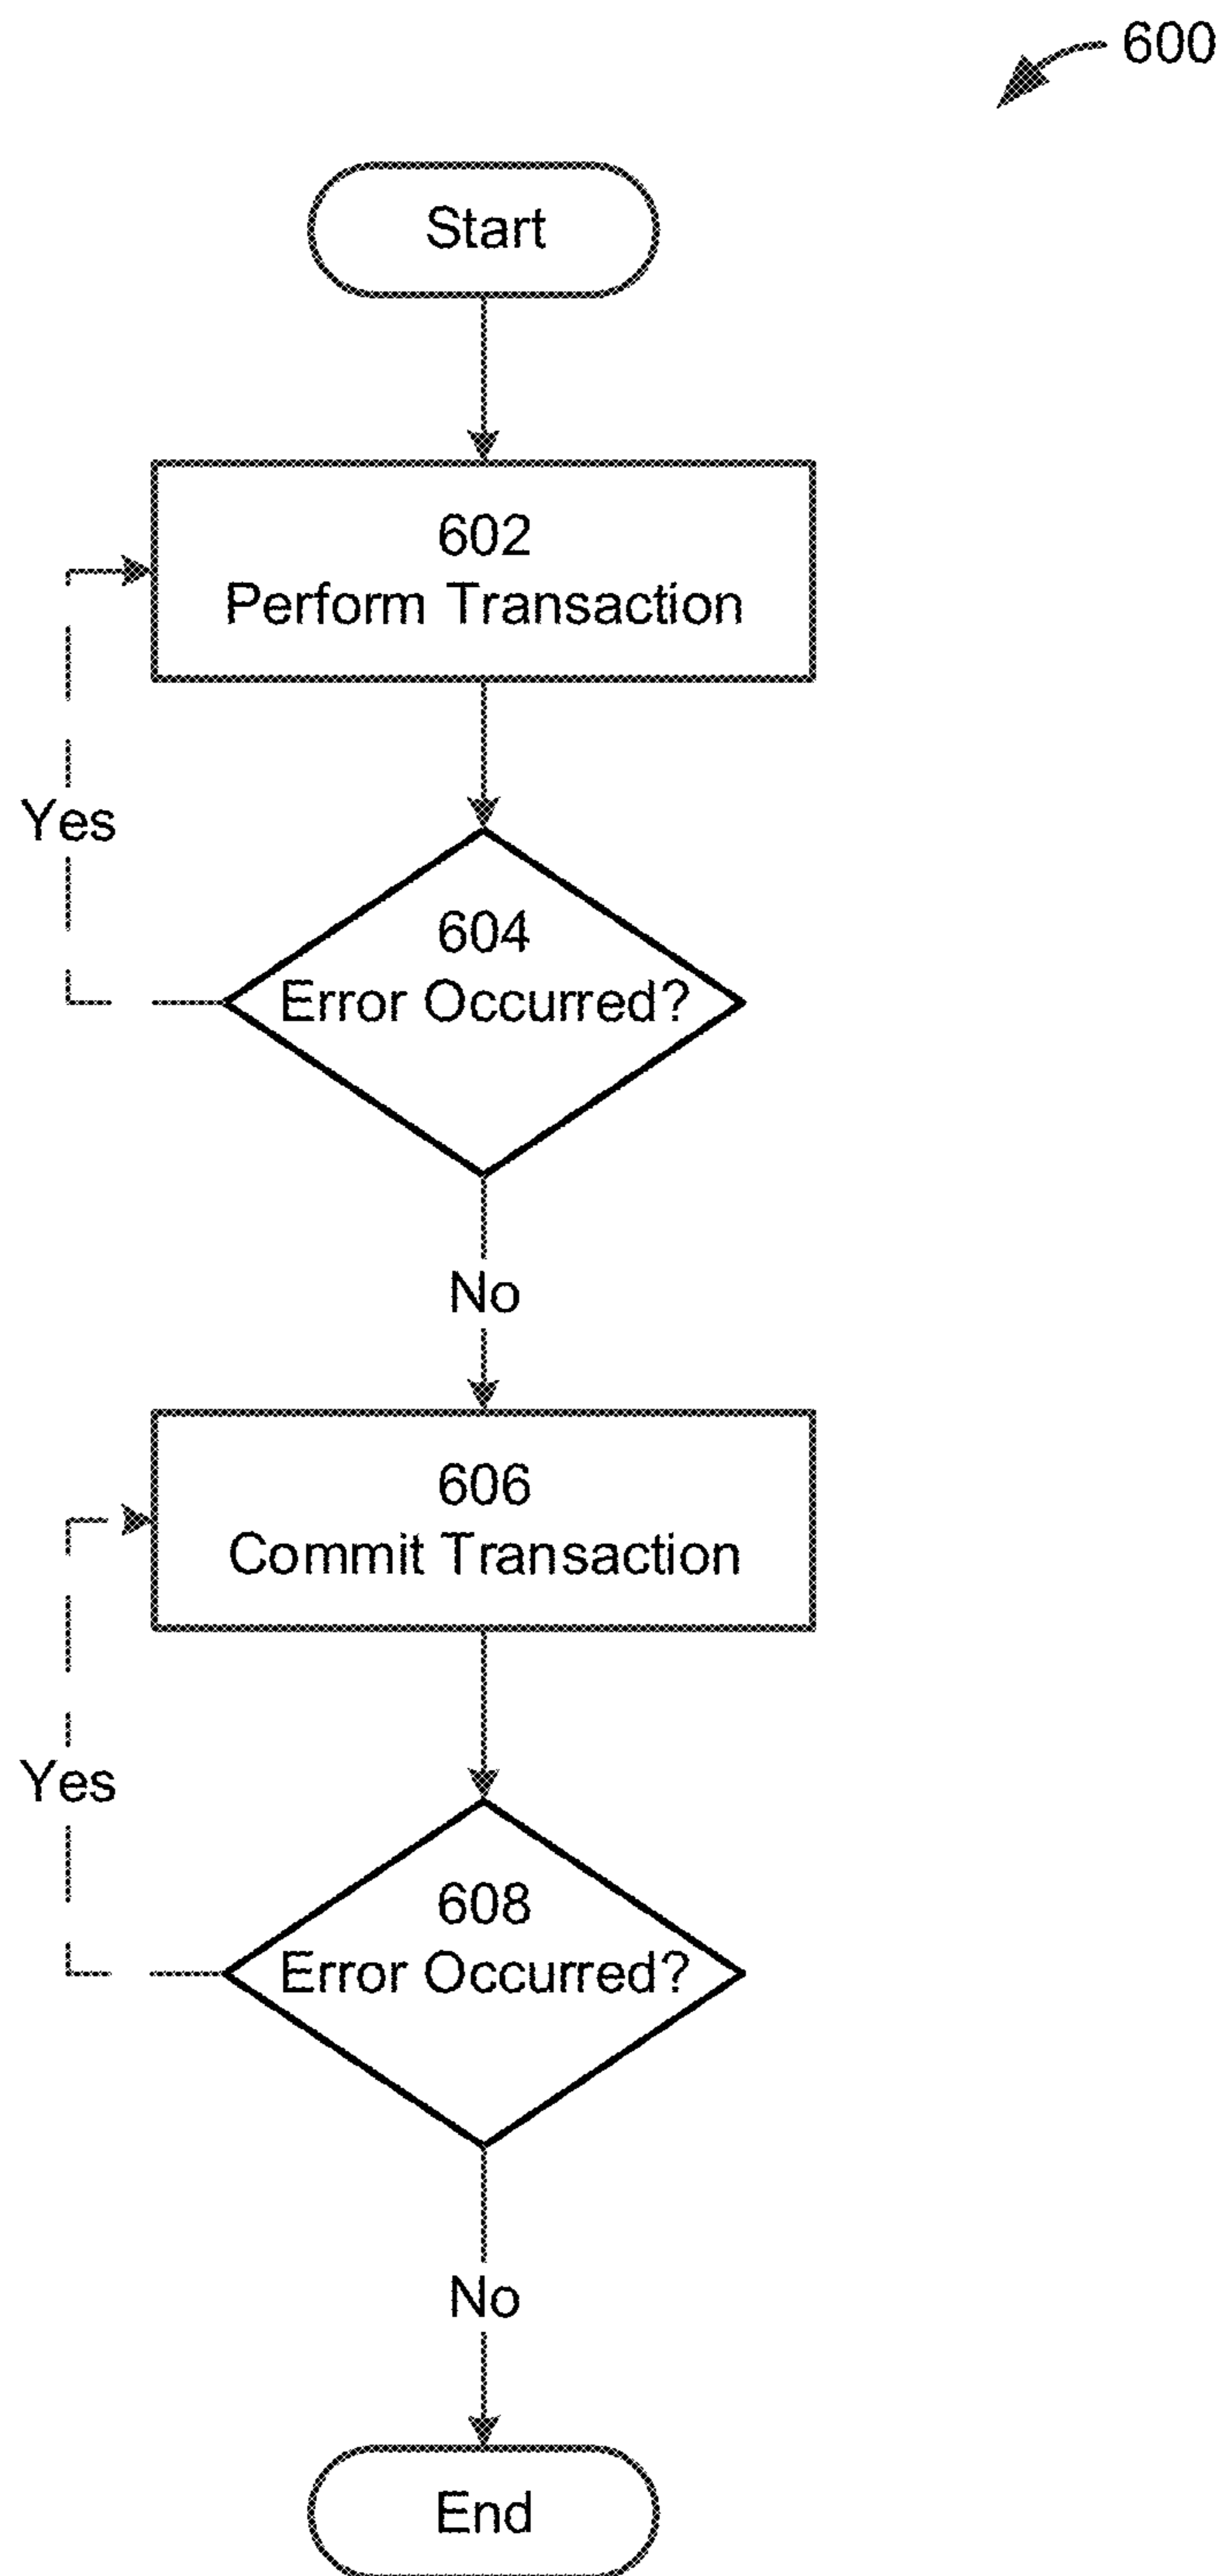 600
Start
602
Perform Transaction
Yes
604
Error Occurred?
No
606
Commit Transaction
Yes
608
Error Occurred?
No
End